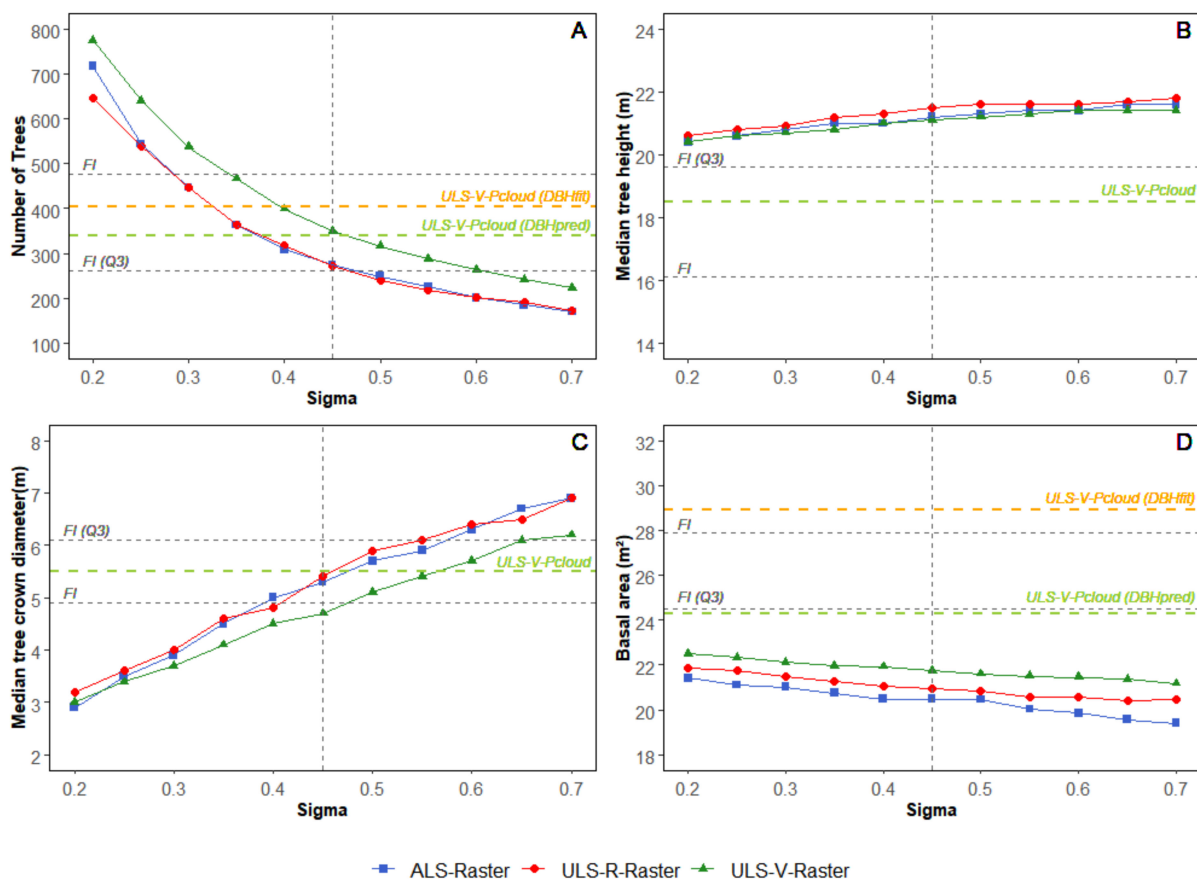 A
Number of Trees
800
700
600
500
400
300
200
100
FI
ULS-V-Pcloud (DBHfit)
ULS-V-Pcloud (DBHpred)
FI (Q3)
0.2 0.3 0.4 0.5 0.6 0.7
Sigma
B
Median tree height (m)
24
22
20
18
16
14
FI (Q3)
ULS-V-Pcloud
FI
0.2 0.3 0.4 0.5 0.6 0.7
Sigma
C
Median tree crown diameter(m)
8
7
6
5
4
3
2
FI (Q3)
ULS-V-Pcloud
FI
0.2 0.3 0.4 0.5 0.6 0.7
Sigma
D
Basal area (m²)
32
30
28
26
24
22
20
18
ULS-V-Pcloud (DBHfit)
FI
FI (Q3)
ULS-V-Pcloud (DBHpred)
0.2 0.3 0.4 0.5 0.6 0.7
Sigma
ALS-Raster ULS-R-Raster ULS-V-Raster